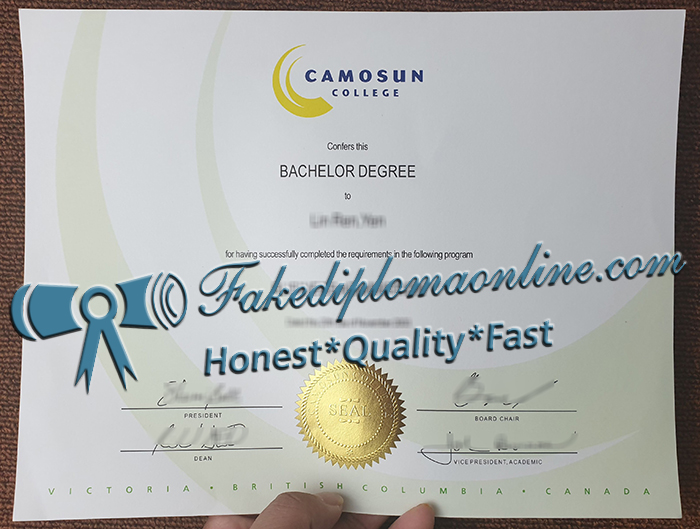 CAMOSUN
COLLEGE
Confers this
BACHELOR DEGREE
to
for having successfully completed the requirements in the following program
Fakediplomaonline.com
Honest*Quality*Fast
SEAL
PRESIDENT
BOARD CHAIR
DEAN
VICE PRESIDENT, ACADEMIC
VICTORIA • BRITISH COLUMBIA • CANADA